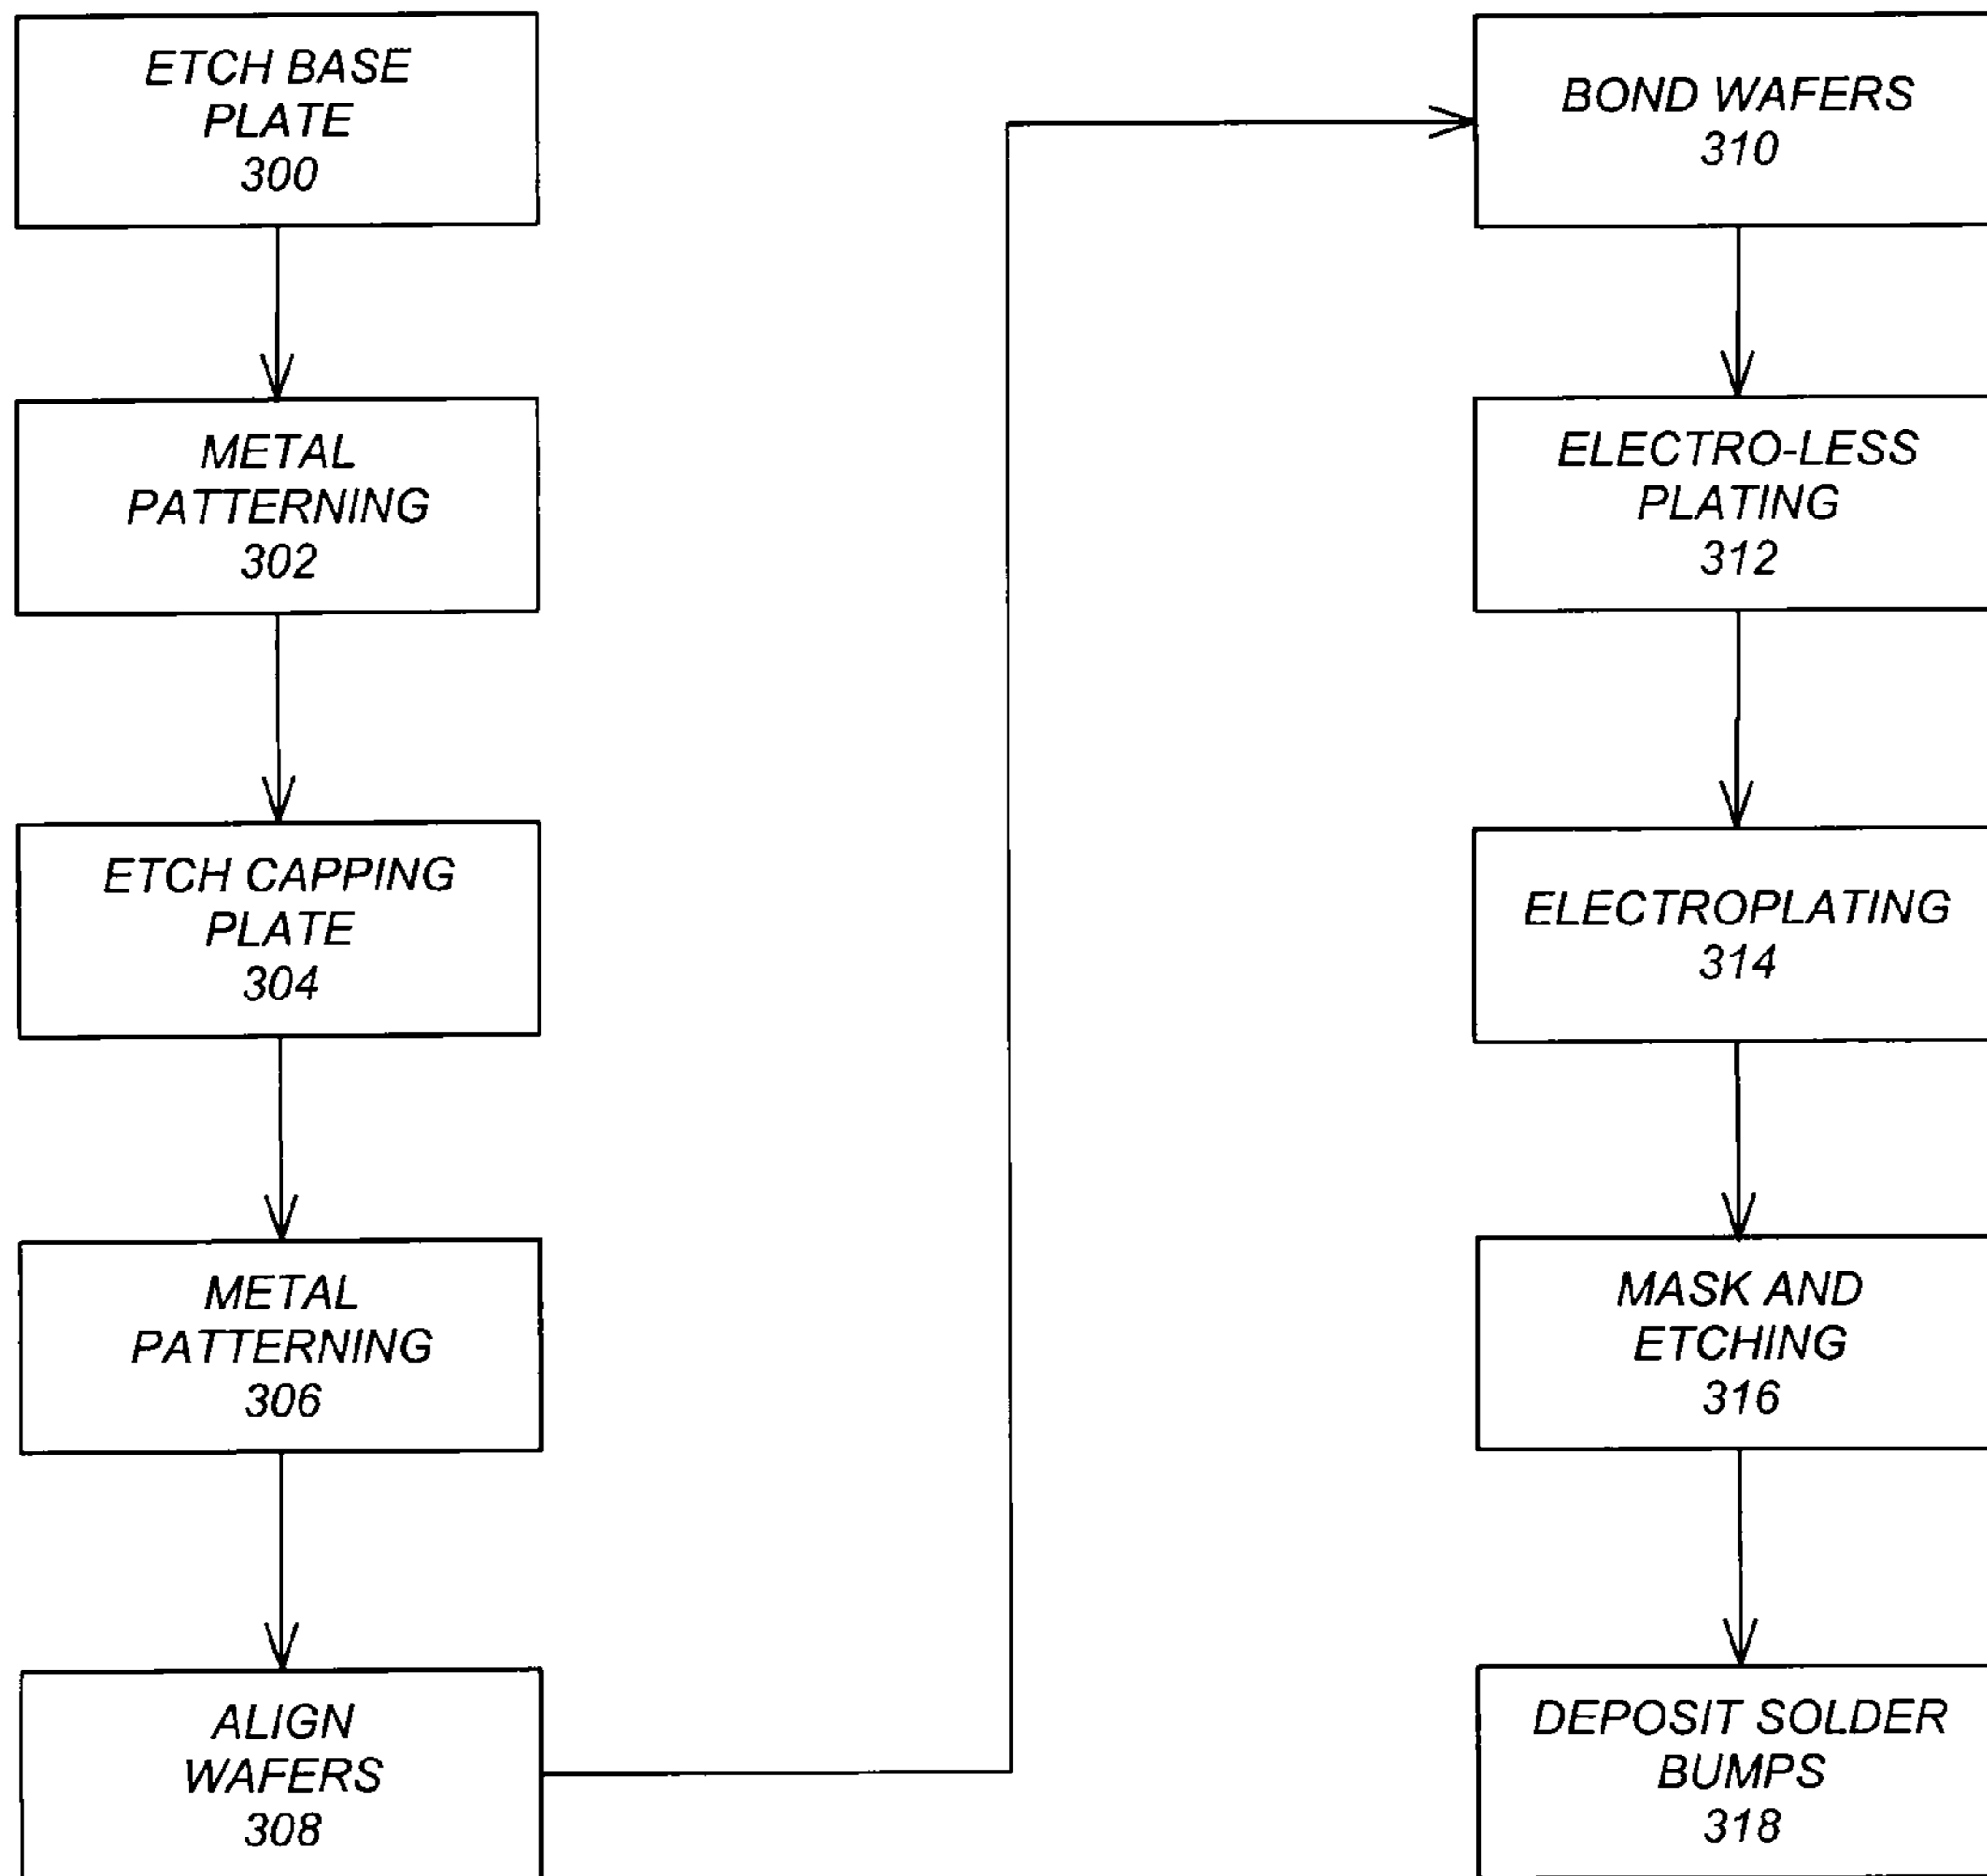 ETCH BASE
PLATE
300
METAL
PATTERNING
302
ETCH CAPPING
PLATE
304
METAL
PATTERNING
306
ALIGN
WAFERS
308
BOND WAFERS
310
ELECTRO-LESS
PLATING
312
ELECTROPLATING
314
MASK AND
ETCHING
316
DEPOSIT SOLDER
BUMPS
318